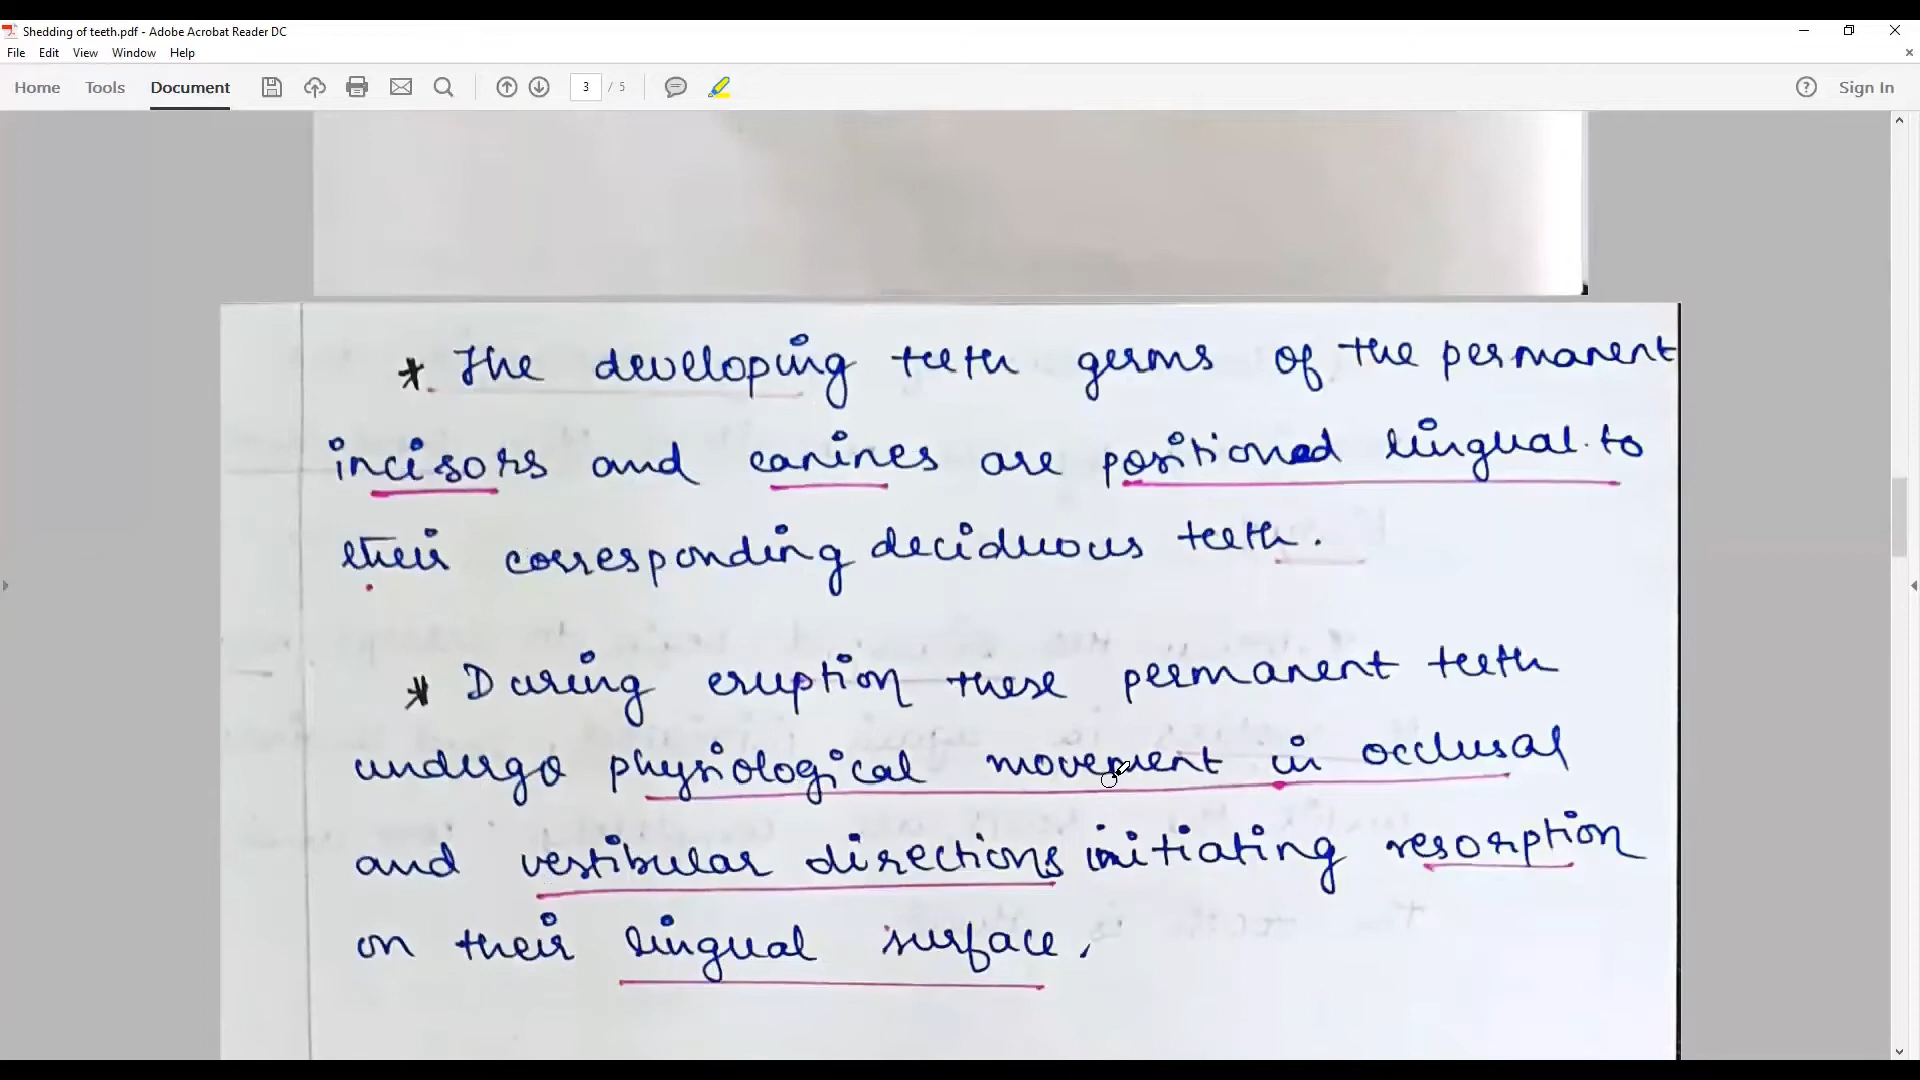 Shedding of teeth.pdf - Adobe Acrobat Reader DC
File Edit View Window Help
Home Tools Document 3 / 5 Sign In
* The developing teeth germs of the permanent
incisors and canines are positioned lingual to
their corresponding deciduous teeth.
* During eruption these permanent teeth
undergo physiological movement in occlusal
and vestibular directions initiating resorption
on their lingual surface.